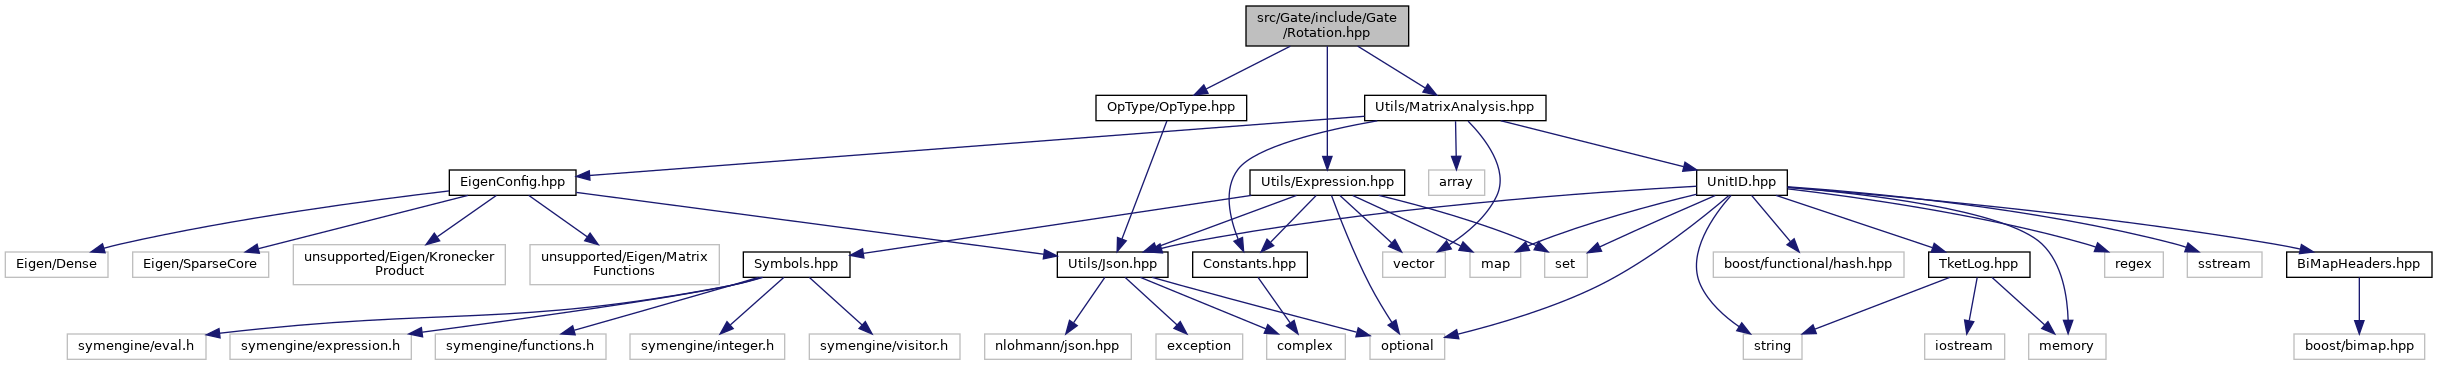 src/Gate/include/Gate
/Rotation.hpp
OpType/OpType.hpp
Utils/MatrixAnalysis.hpp
EigenConfig.hpp
Utils/Expression.hpp
array
UnitID.hpp
Eigen/Dense
Eigen/SparseCore
unsupported/Eigen/Kronecker
Product
unsupported/Eigen/Matrix
Functions
Symbols.hpp
Utils/Json.hpp
Constants.hpp
vector
map
set
boost/functional/hash.hpp
TketLog.hpp
regex
sstream
BiMapHeaders.hpp
symengine/eval.h
symengine/expression.h
symengine/functions.h
symengine/integer.h
symengine/visitor.h
nlohmann/json.hpp
exception
complex
optional
string
iostream
memory
boost/bimap.hpp